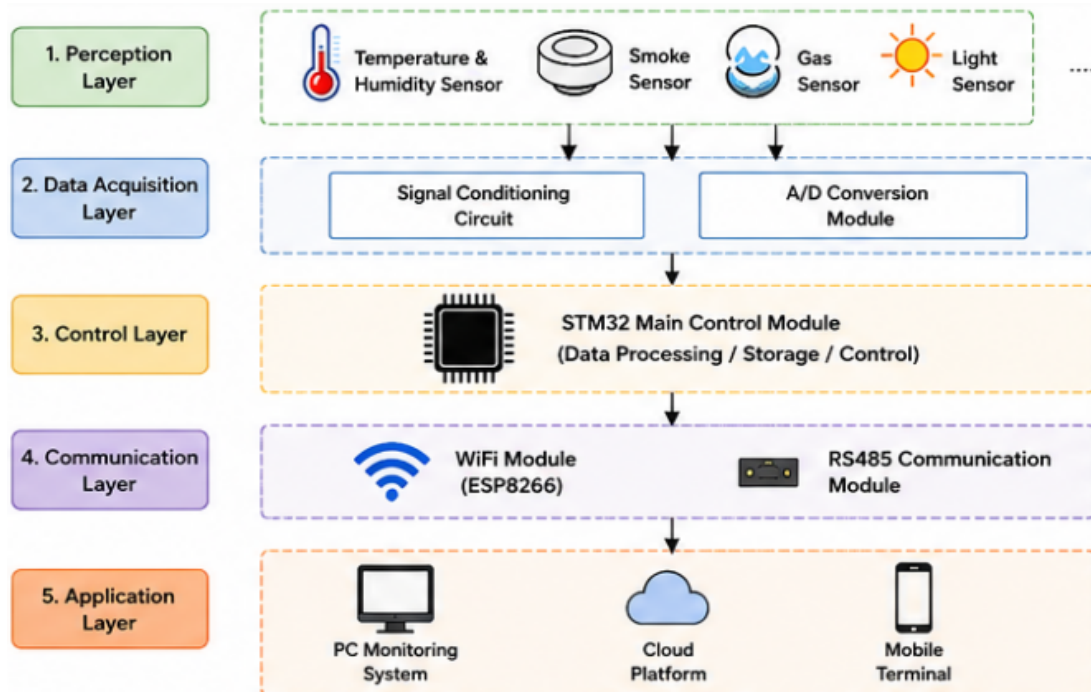 1. Perception
Layer
Temperature &
Humidity Sensor
Smoke
Sensor
Gas
Sensor
Light
Sensor
2. Data Acquisition
Layer
Signal Conditioning
Circuit
A/D Conversion
Module
3. Control Layer
STM32 Main Control Module
(Data Processing / Storage / Control)
4. Communication
Layer
WiFi Module
(ESP8266)
RS485 Communication
Module
5. Application
Layer
PC Monitoring
System
Cloud
Platform
Mobile
Terminal